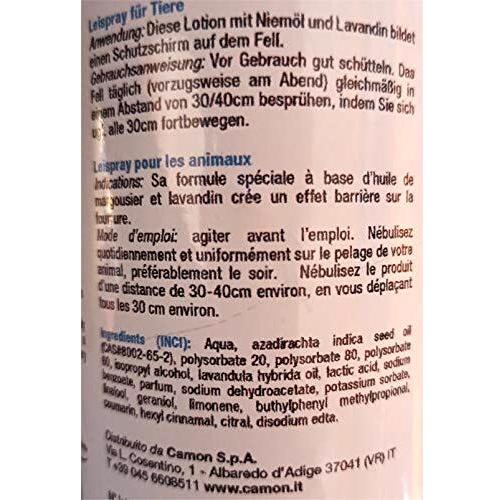 Leispray für Tiere
Anwendung: Diese Lotion mit Niemöl und Lavandin bildet
einen Schutzschirm auf dem Fell.
Gebrauchsanweisung: Vor Gebrauch gut schütteln. Das
Fell täglich (vorzugsweise am Abend) gleichmäßig in
einem Abstand von 30/40cm besprühen, indem Sie sich
alle 30cm fortbewegen.
Leispray pour les animaux
Indications: Sa formule spéciale à base d'huile de
margousier et lavandin crée un effet barrière sur la
fourrure.
Mode d'emploi: agiter avant l'emploi. Nébulisez
quotidiennement et uniformément sur le pelage de votre
animal, préférablement le soir. Nébulisez le produit
d'une distance de 30-40cm environ, en vous déplaçant
tous les 30 cm environ.
Ingredients (INCI): Aqua, azadirachta indica seed oil
(CAS#8002-65-2), polysorbate 20, polysorbate 80, polysorbate
60, isopropyl alcohol, lavandula hybrida oil, lactic acid, sodium
benzoate, parfum, sodium dehydroacetate, potassium sorbate,
linalool, geraniol, limonene, buthylphenyl methylpropional,
coumarin, hexyl cinnamal, citral, disodium edta.
Distribuito da Camon S.p.A.
Via L. Cosentino, 1 - Albaredo d'Adige 37041 (VR) IT
+39 045 6608511 www.camon.it